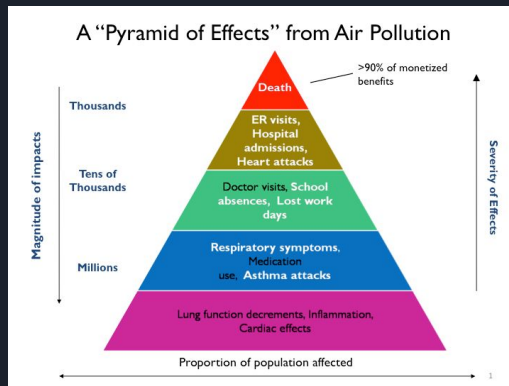 A “Pyramid of Effects” from Air Pollution
>90% of monetized
benefits
Death
Thousands
ER visits,
Hospital
admissions,
Heart attacks
Magnitude of impacts
Tens of
Thousands
Doctor visits, School
absences, Lost work
days
Severity of Effects
Respiratory symptoms,
Medication
use, Asthma attacks
Millions
Lung function decrements, Inflammation,
Cardiac effects
Proportion of population affected
1